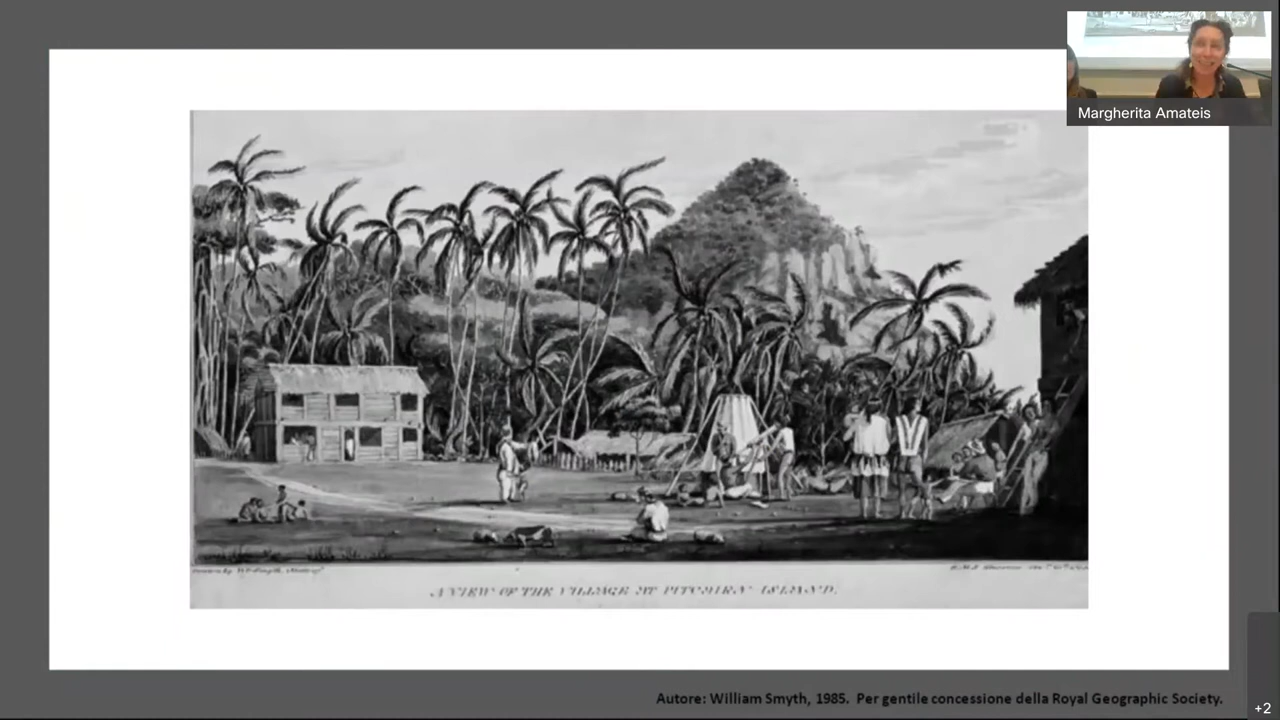 Margherita Amateis
A VIEW OF THE VILLAGE AT PITCAIRN ISLAND.
Autore: William Smyth, 1985. Per gentile concessione della Royal Geographic Society.
+2